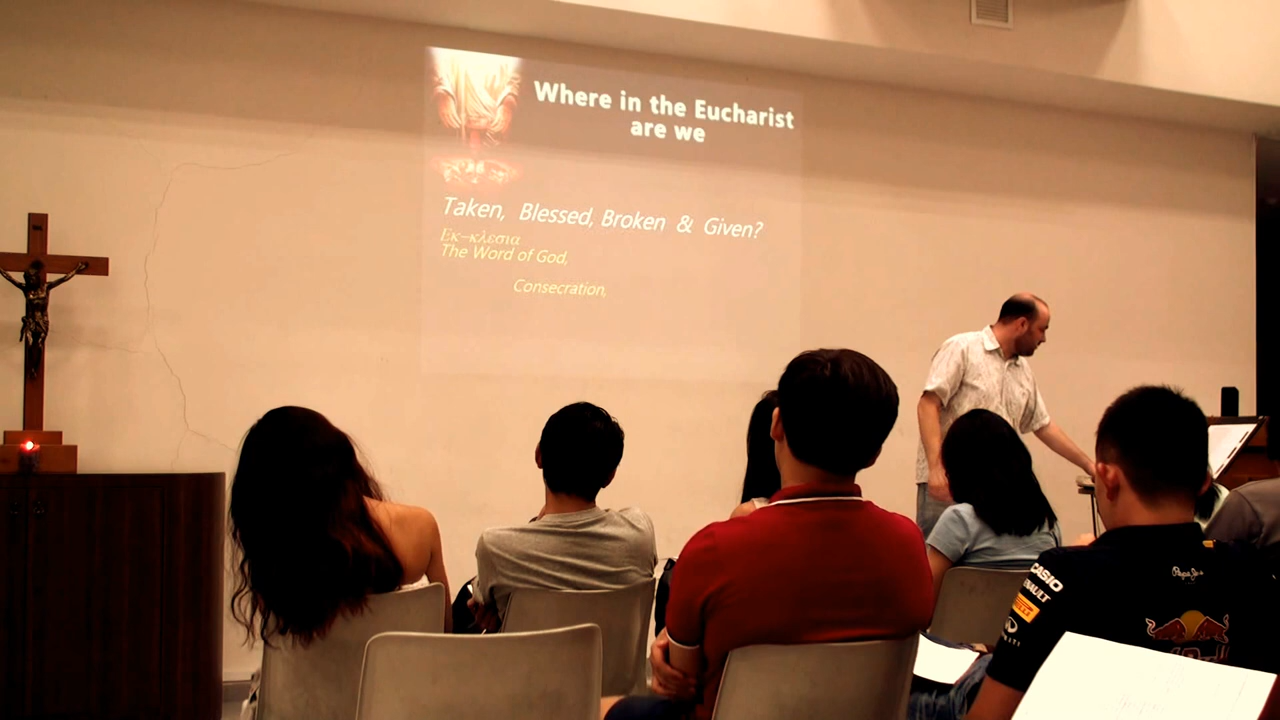 Where in the Eucharist
are we
Taken, Blessed, Broken & Given?
Εκ-κλεσια
The Word of God,
Consecration,
CASIO
Pepe Jeans